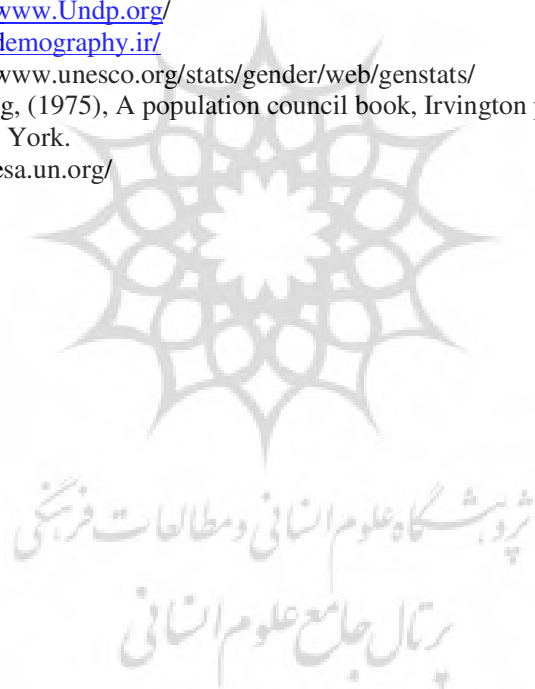 www.Undp.org/
demography.ir/
www.unesco.org/stats/gender/web/genstats/
g, (1975), A population council book, Irvington
York.
esa.un.org/
پژوهشگاه علوم انسانی و مطالعات فرهنگی
پرتال جامع علوم انسانی